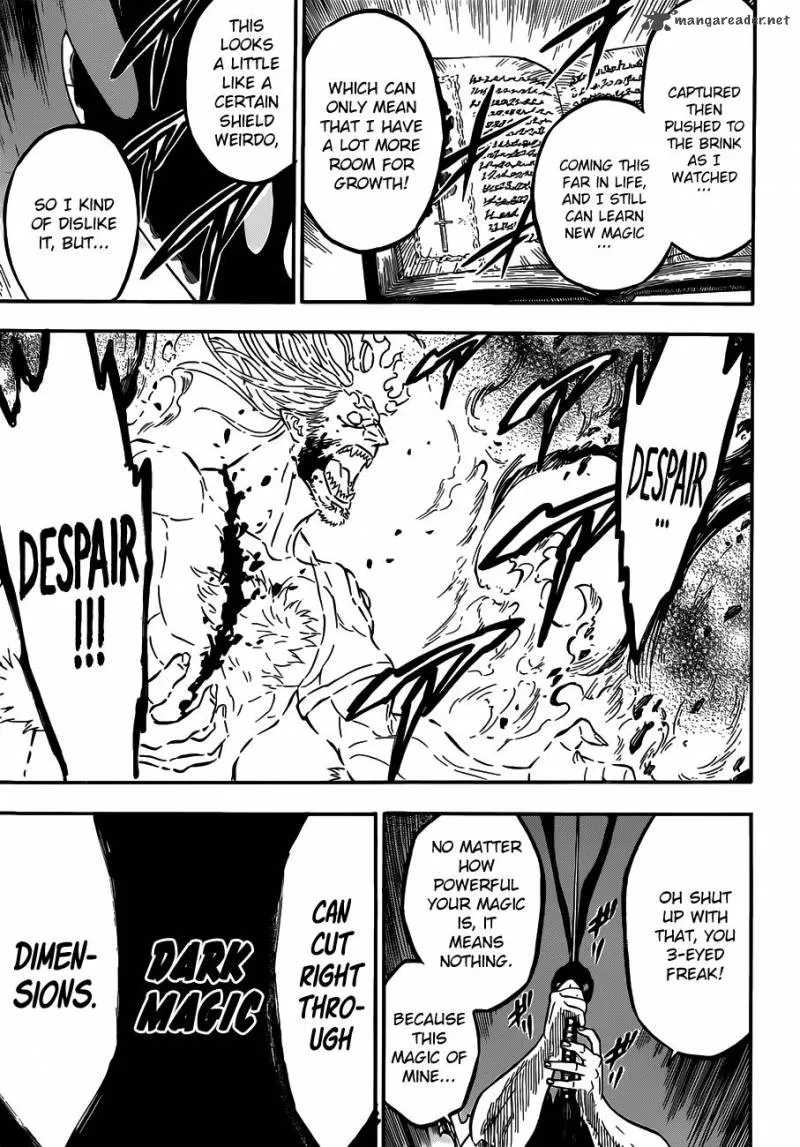 mangareader.net
CAPTURED
THEN
PUSHED TO
THE BRINK
AS I
WATCHED
...
COMING THIS
FAR IN LIFE,
AND I STILL
CAN LEARN
NEW MAGIC
...
WHICH CAN
ONLY MEAN
THAT I HAVE
A LOT MORE
ROOM FOR
GROWTH!
THIS
LOOKS
A LITTLE
LIKE A
CERTAIN
SHIELD
WEIRDO,
SO I KIND
OF DISLIKE
IT, BUT...
DESPAIR
...
DESPAIR
!!!
OH SHUT
UP WITH
THAT, YOU
3-EYED
FREAK!
NO MATTER
HOW
POWERFUL
YOUR MAGIC
IS, IT
MEANS
NOTHING.
BECAUSE
THIS
MAGIC OF
MINE...
DARK
MAGIC
CAN
CUT
RIGHT
THRO-
UGH
DIMEN-
SIONS.